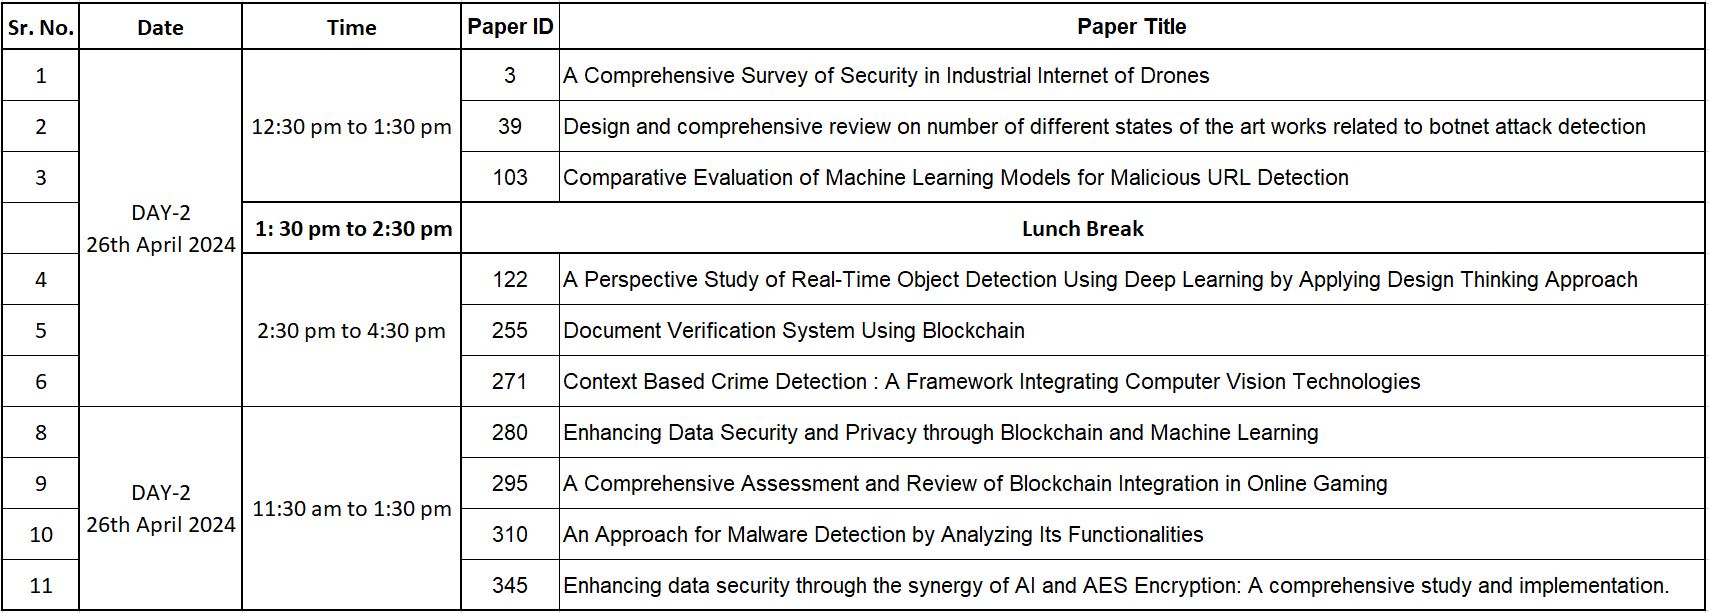 Sr. No. Date Time Paper ID Paper Title
1 3 A Comprehensive Survey of Security in Industrial Internet of Drones
2 12:30 pm to 1:30 pm 39 Design and comprehensive review on number of different states of the art works related to botnet attack detection
3 103 Comparative Evaluation of Machine Learning Models for Malicious URL Detection
DAY-2
26th April 2024
1: 30 pm to 2:30 pm Lunch Break
4 122 A Perspective Study of Real-Time Object Detection Using Deep Learning by Applying Design Thinking Approach
5 2:30 pm to 4:30 pm 255 Document Verification System Using Blockchain
6 271 Context Based Crime Detection : A Framework Integrating Computer Vision Technologies
8 280 Enhancing Data Security and Privacy through Blockchain and Machine Learning
9 295 A Comprehensive Assessment and Review of Blockchain Integration in Online Gaming
DAY-2
26th April 2024
11:30 am to 1:30 pm
10 310 An Approach for Malware Detection by Analyzing Its Functionalities
11 345 Enhancing data security through the synergy of AI and AES Encryption: A comprehensive study and implementation.